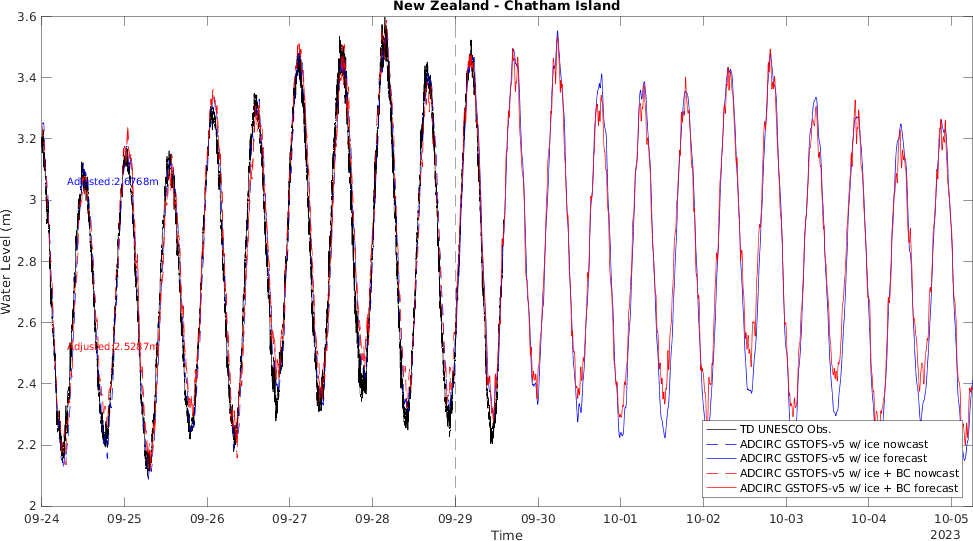 New Zealand - Chatham Island
3.6
3.4
3.2
3
2.8
2.6
2.4
2.2
2
Water Level (m)
Adjusted:2.6768m
Adjusted:2.5287m
TD UNESCO Obs.
ADCIRC GSTOFS-v5 w/ ice nowcast
ADCIRC GSTOFS-v5 w/ ice forecast
ADCIRC GSTOFS-v5 w/ ice + BC nowcast
ADCIRC GSTOFS-v5 w/ ice + BC forecast
09-24 09-25 09-26 09-27 09-28 09-29 09-30 10-01 10-02 10-03 10-04 10-05
2023
Time